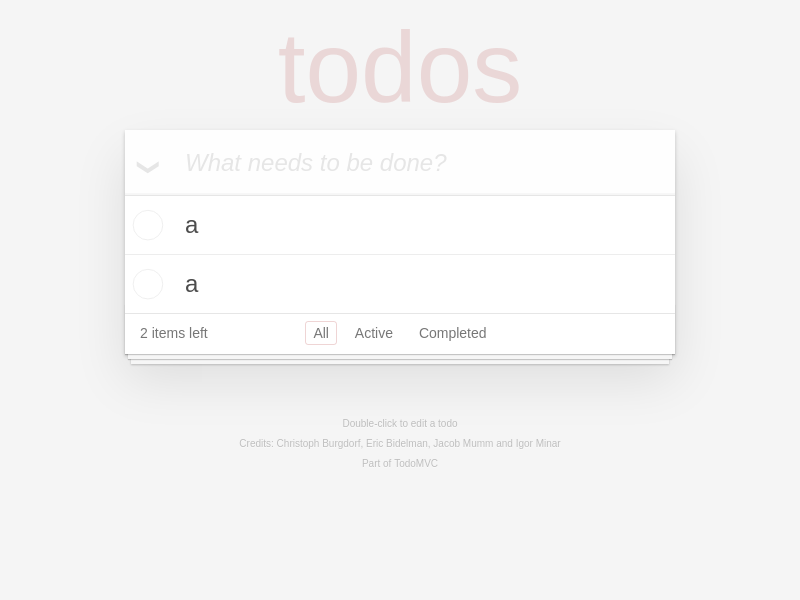 todos
What needs to be done?
a
a
2 items left All Active Completed
Double-click to edit a todo
Credits: Christoph Burgdorf, Eric Bidelman, Jacob Mumm and Igor Minar
Part of TodoMVC